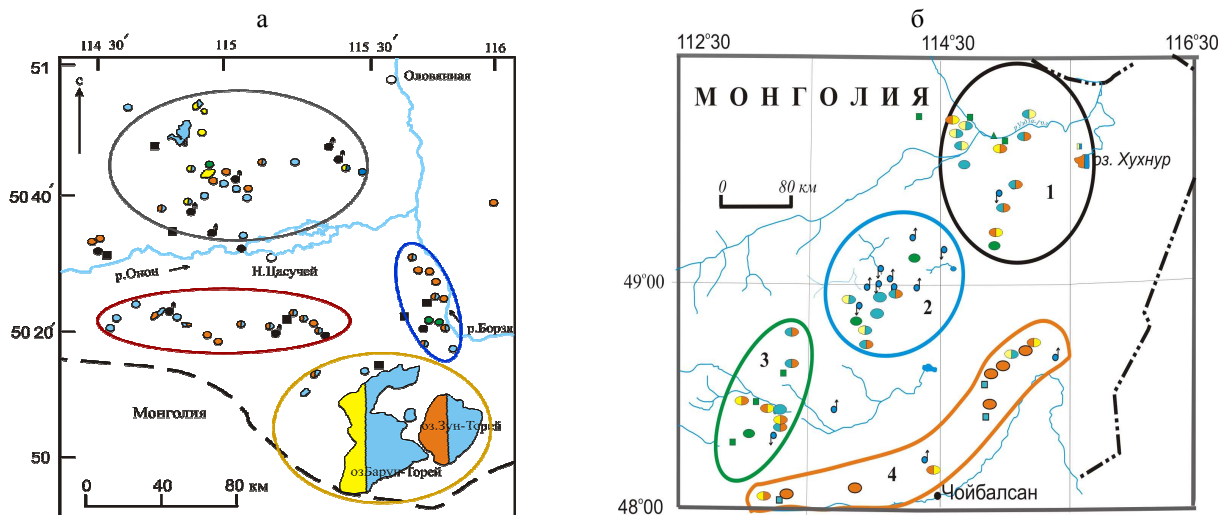 а
114 30′ 115 115 30′ 116
51
с
Оловянная
50 40′
р.Онон
Н.Цасучей
50 20′
р.Борзя
Монголия
оз.Зун-Торей
озБарун-Торей
50
0 40 80 км
б
112°30 114°30 116°30
МОНГОЛИЯ
оз. Хухнур
0 80 км
1
49°00
2
3
4
Чойбалсан
48°00